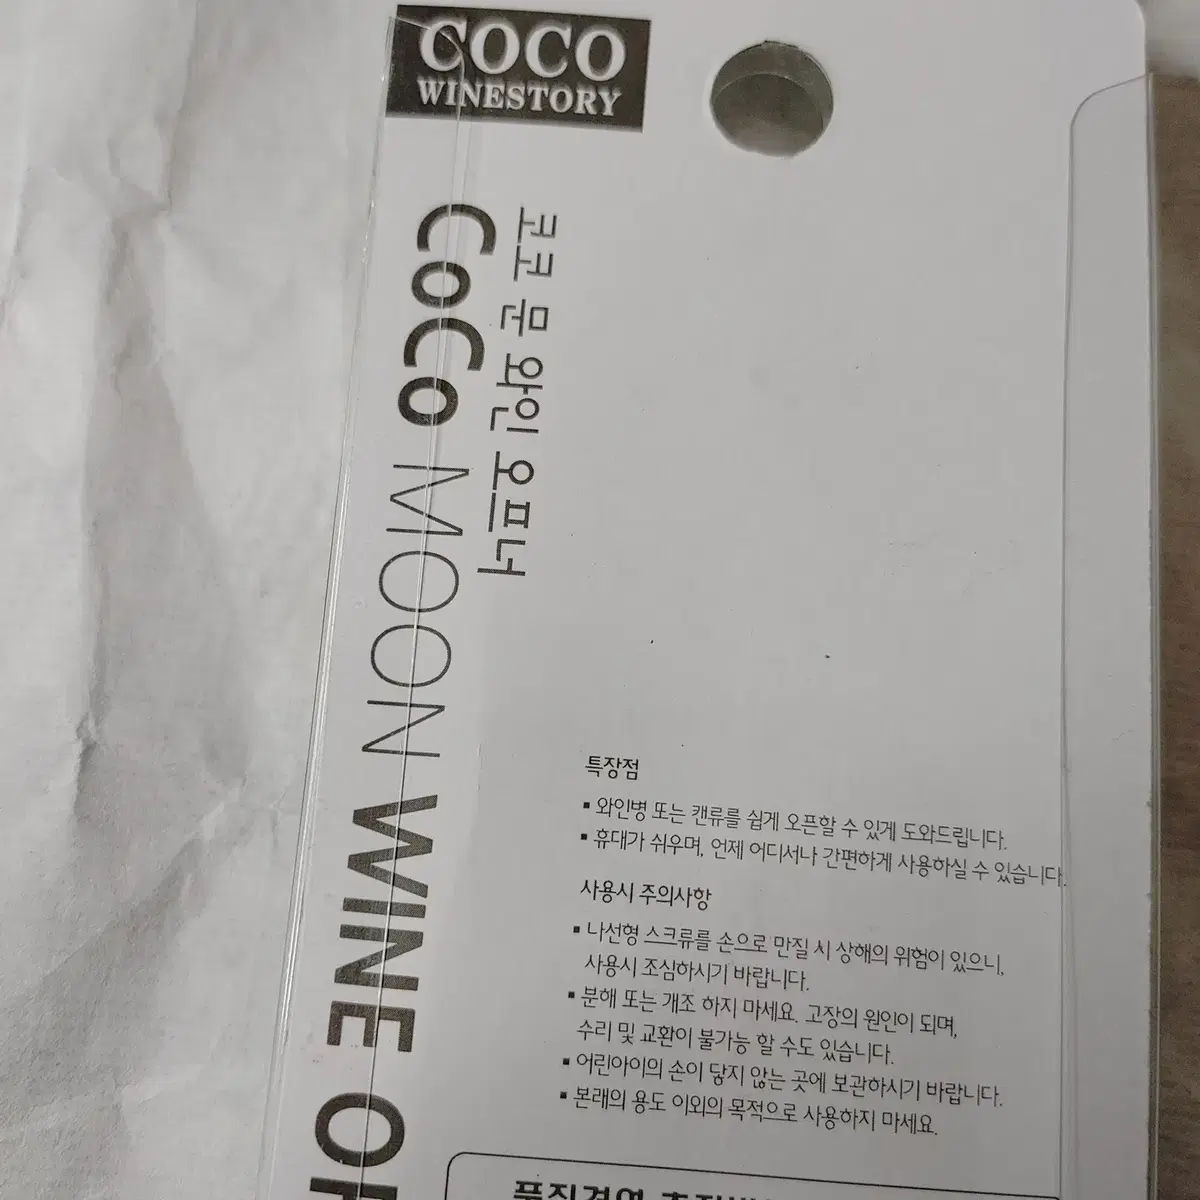 COCO
WINESTORY
코코 문 와인 오프너
CoCo MOON WINE
특장점
▪ 와인병 또는 캔류를 쉽게 오픈할 수 있게 도와드립니다.
▪ 휴대가 쉬우며, 언제 어디서나 간편하게 사용하실 수 있습니다.
사용시 주의사항
▪ 나선형 스크류를 손으로 만질 시 상해의 위험이 있으니,
사용시 조심하시기 바랍니다.
▪ 분해 또는 개조 하지 마세요. 고장의 원인이 되며,
수리 및 교환이 불가능 할 수도 있습니다.
▪ 어린아이의 손이 닿지 않는 곳에 보관하시기 바랍니다.
▪ 본래의 용도 이외의 목적으로 사용하지 마세요.